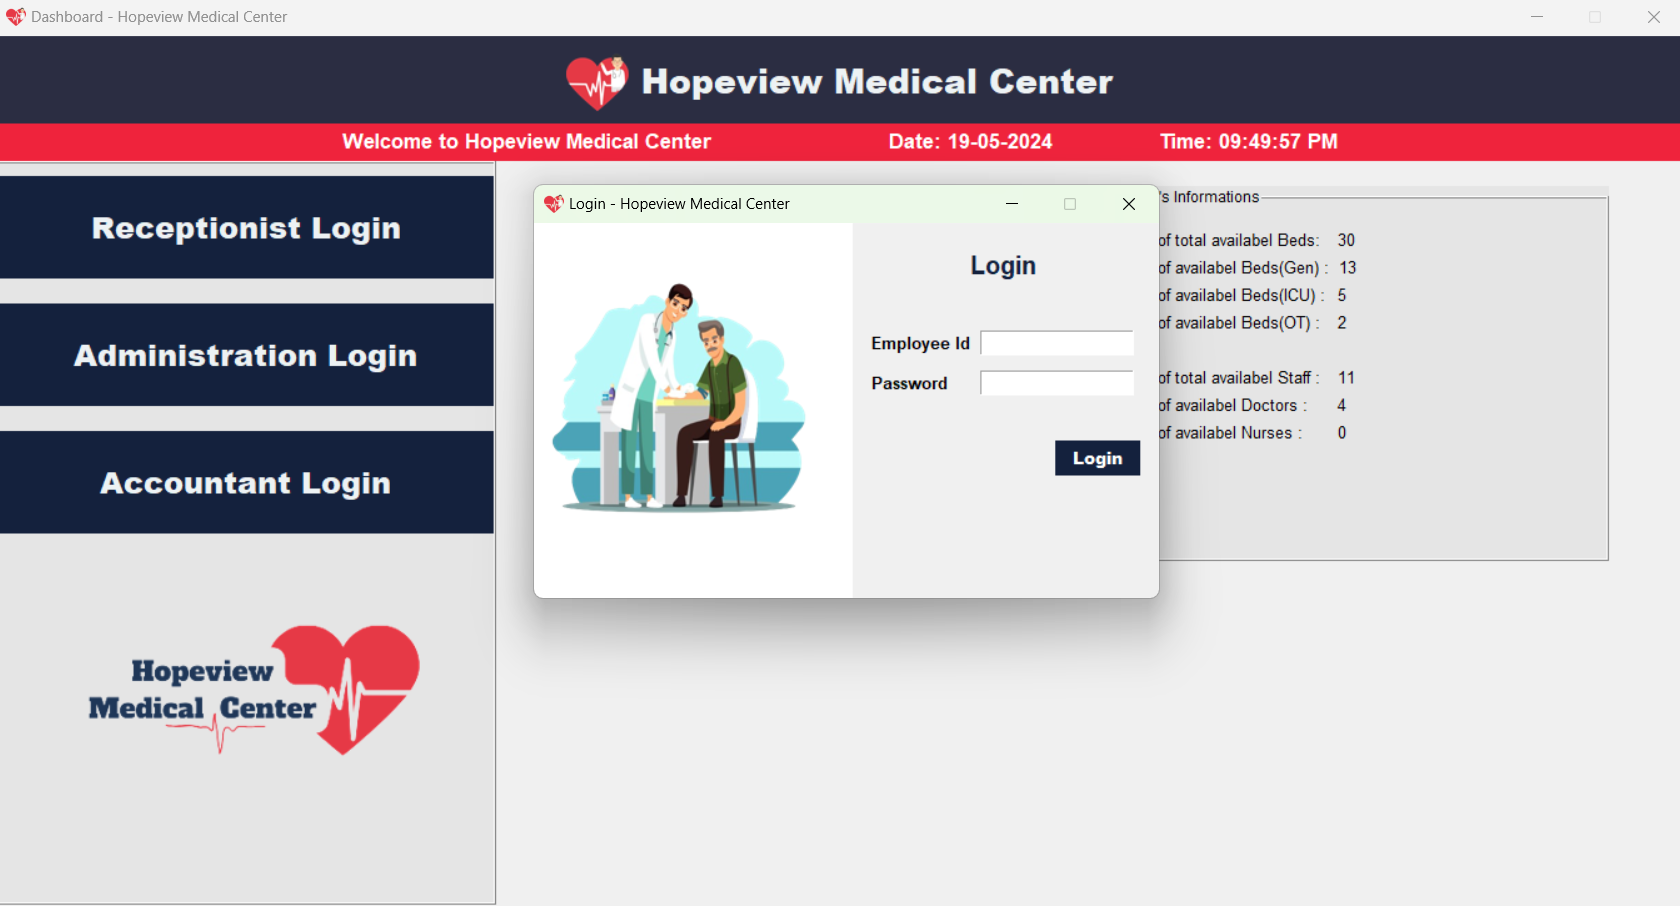 Dashboard - Hopeview Medical Center
Hopeview Medical Center
Welcome to Hopeview Medical Center Date: 19-05-2024 Time: 09:49:57 PM
Receptionist Login
Administration Login
Accountant Login
Hopeview
Medical Center
Login - Hopeview Medical Center
Login
Employee Id
Password
Login
's Informations
of total availabel Beds: 30
of availabel Beds(Gen) : 13
of availabel Beds(ICU) : 5
of availabel Beds(OT) : 2
of total availabel Staff : 11
of availabel Doctors : 4
of availabel Nurses : 0